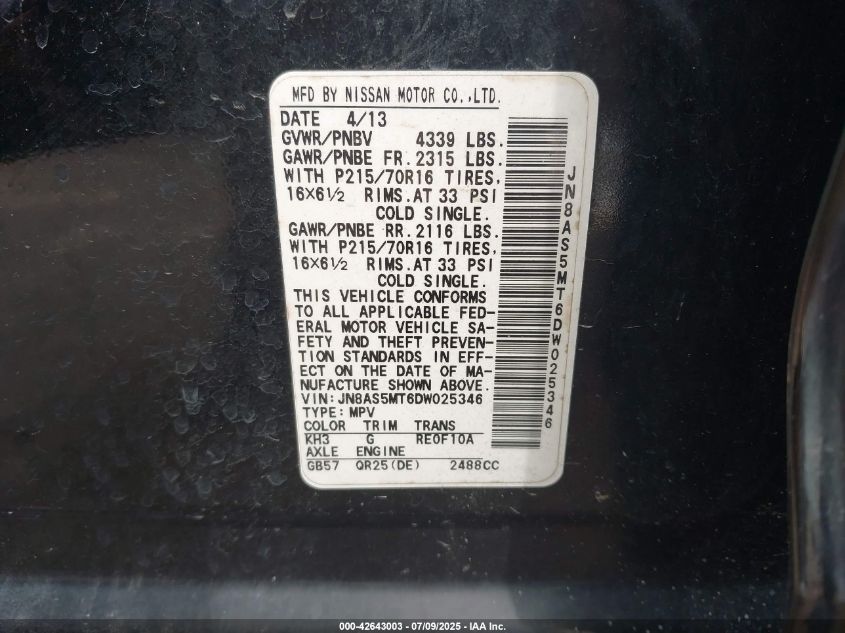 MFD BY NISSAN MOTOR CO.,LTD.
DATE 4/13
GVWR/PNBV 4339 LBS.
GAWR/PNBE FR.2315 LBS.
WITH P215/70R16 TIRES,
16×6½ RIMS.AT 33 PSI
COLD SINGLE.
GAWR/PNBE RR.2116 LBS.
WITH P215/70R16 TIRES,
16×6½ RIMS.AT 33 PSI
COLD SINGLE.
THIS VEHICLE CONFORMS
TO ALL APPLICABLE FED-
ERAL MOTOR VEHICLE SA-
FETY AND THEFT PREVEN-
TION STANDARDS IN EFF-
ECT ON THE DATE OF MA-
NUFACTURE SHOWN ABOVE.
VIN:JN8AS5MT6DW025346
TYPE:MPV
COLOR TRIM TRANS
KH3 G RE0F10A
AXLE ENGINE
GB57 QR25(DE) 2488CC
JN8AS5MT6DW025346
000-42643003 - 07/09/2025 - IAA Inc.